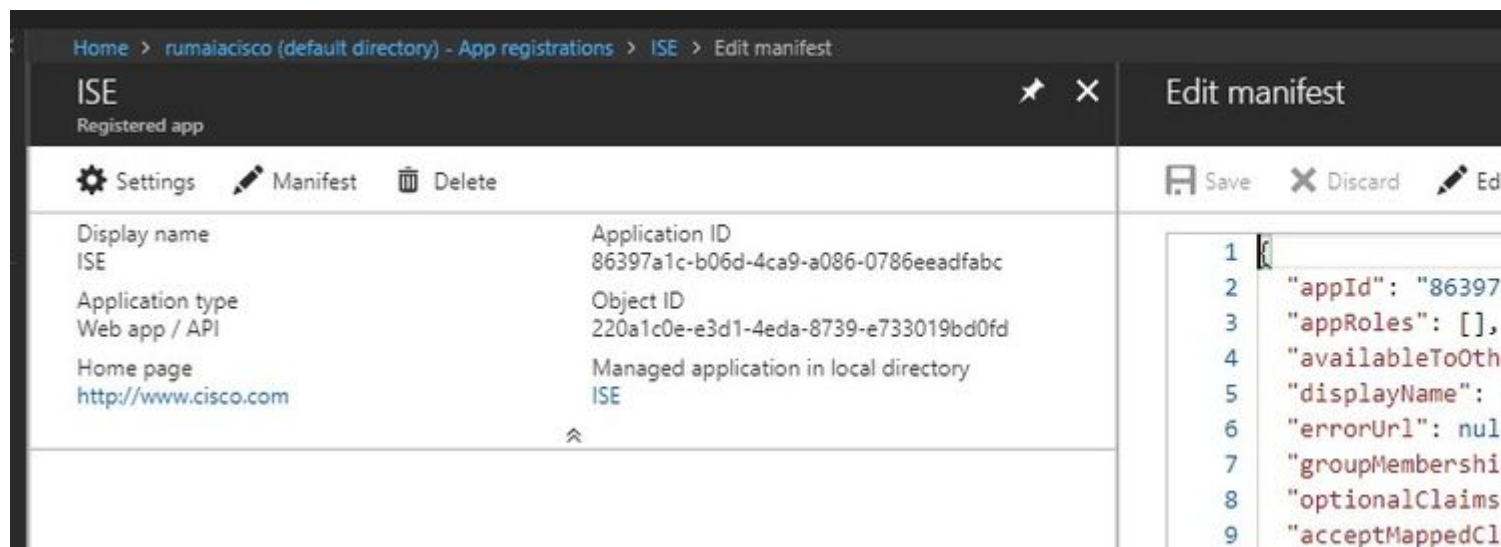 Home > rumaiacisco (default directory) - App registrations > ISE > Edit manifest
ISE
Registered app
Settings Manifest Delete
Display name
ISE
Application type
Web app / API
Home page
http://www.cisco.com
Application ID
86397a1c-b06d-4ca9-a086-0786eeadfabc
Object ID
220a1c0e-e3d1-4eda-8739-e733019bd0fd
Managed application in local directory
ISE
Edit manifest
Save Discard Ed
1 {
2 "appId": "86397
3 "appRoles": [],
4 "availableToOth
5 "displayName":
6 "errorUrl": nul
7 "groupMembershi
8 "optionalClaims
9 "acceptMappedCl